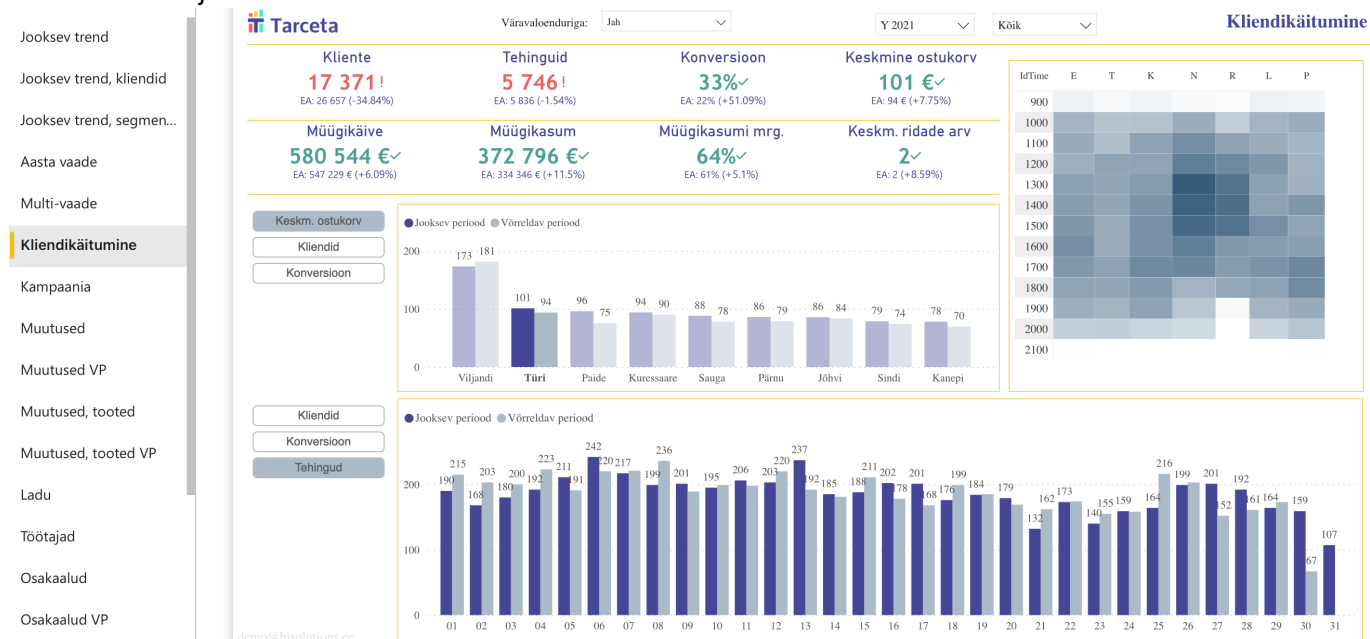 Jooksev trend
Jooksev trend, kliendid
Jooksev trend, segmen...
Aasta vaade
Multi-vaade
Kliendikäitumine
Kampaania
Muutused
Muutused VP
Muutused, tooted
Muutused, tooted VP
Ladu
Töötajad
Osakaalud
Osakaalud VP
Tarceta
Väravaloenduriga: Jah
Y 2021
Kõik
Kliendikäitumine
Kliente
17 371!
EA: 26 657 (-34.84%)
Tehinguid
5 746!
EA: 5 836 (-1.54%)
Konversioon
33%✓
EA: 22% (+51.09%)
Keskmine ostukorv
101 €✓
EA: 94 € (+7.75%)
Müügikäive
580 544 €✓
EA: 547 229 € (+6.09%)
Müügikasum
372 796 €✓
EA: 334 346 € (+11.5%)
Müügikasumi mrg.
64%✓
EA: 61% (+5.1%)
Keskm. ridade arv
2✓
EA: 2 (+8.59%)
IdTime E T K N R L P
900
1000
1100
1200
1300
1400
1500
1600
1700
1800
1900
2000
2100
Keskm. ostukorv
Kliendid
Konversioon
Jooksev periood Võrreldav periood
200
100
0
173 181
101 94
96 75
94 90
88 78
86 79
86 84
79 74
78 70
Viljandi Türi Paide Kuressaare Sauga Pärnu Jõhvi Sindi Kanepi
Kliendid
Konversioon
Tehingud
Jooksev periood Võrreldav periood
200
100
0
190 215 168 203 180 200 192 223 211 191 242 220 217 199 236 201 195 206 203 220 237 192 185 188 211 202 178 201 168 176 199 184 179 132 162 173 140 155 159 164 216 199 201 152 192 161 164 159 67 107
01 02 03 04 05 06 07 08 09 10 11 12 13 14 15 16 17 18 19 20 21 22 23 24 25 26 27 28 29 30 31
demo@bisolutions.ee